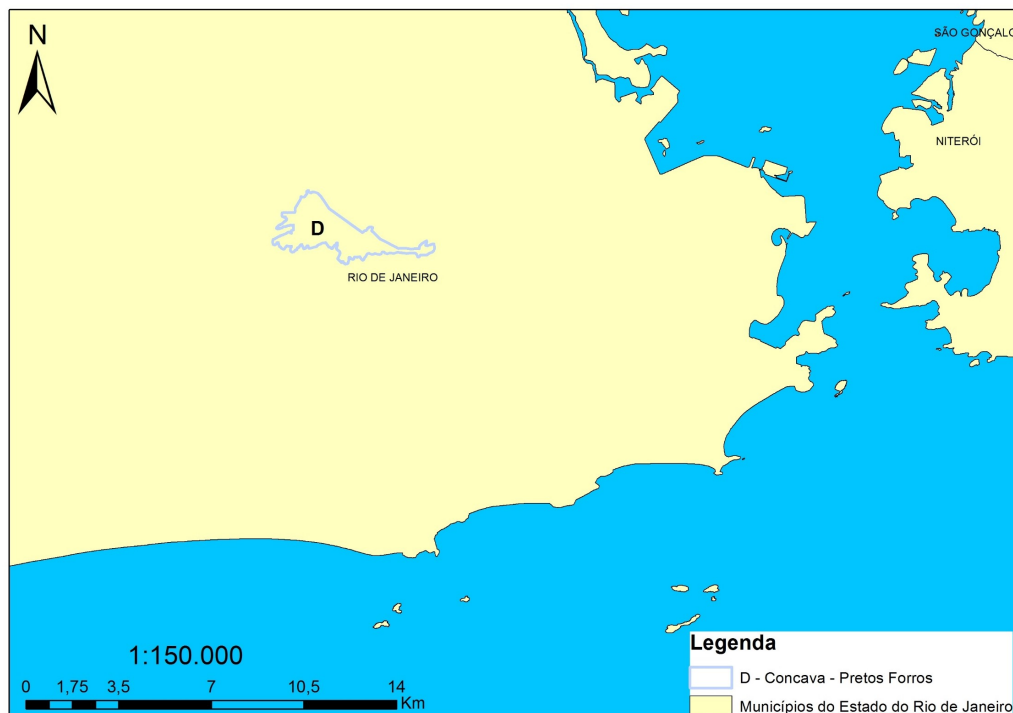 N
SÃO GONÇALO
NITERÓI
D
RIO DE JANEIRO
1:150.000
0 1,75 3,5 7 10,5 14
Km
Legenda
D - Concava - Pretos Forros
Municípios do Estado do Rio de Janeiro